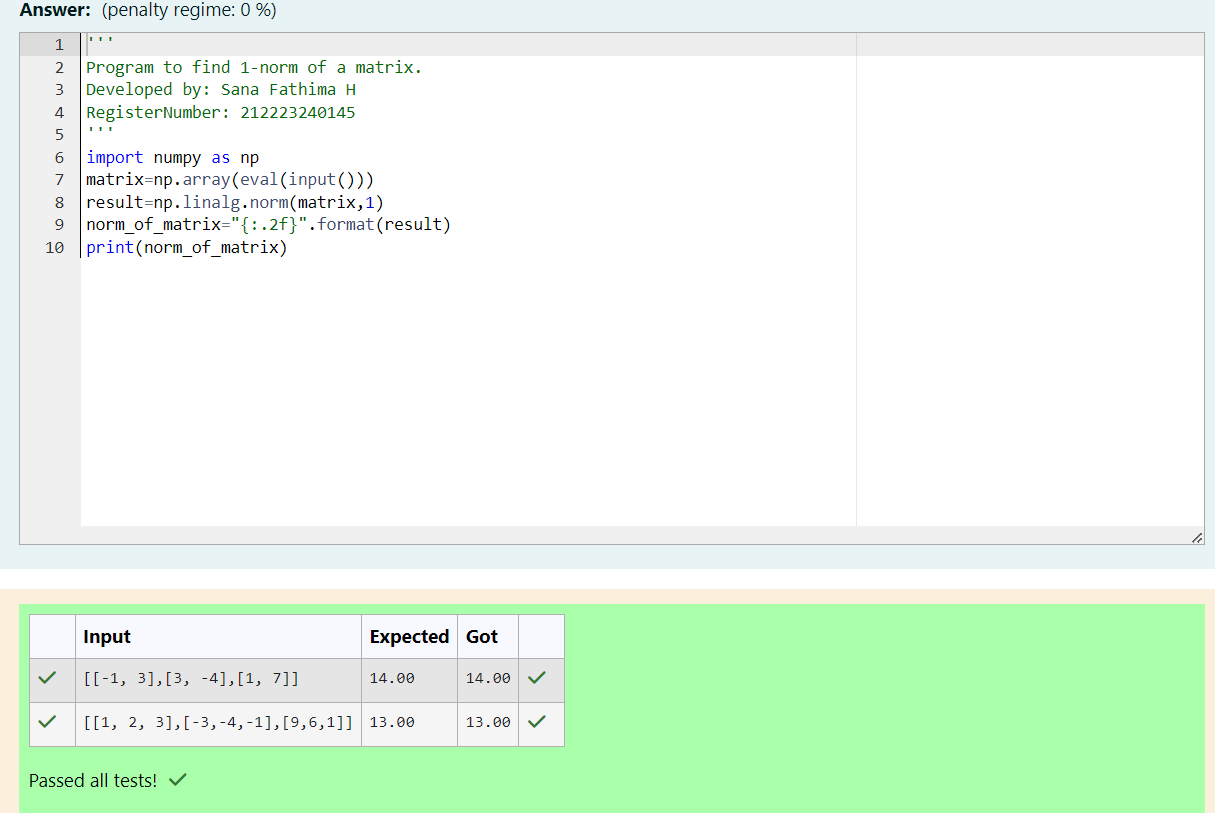 Answer: (penalty regime: 0 %)
1 '''
2 Program to find 1-norm of a matrix.
3 Developed by: Sana Fathima H
4 RegisterNumber: 212223240145
5 '''
6 import numpy as np
7 matrix=np.array(eval(input()))
8 result=np.linalg.norm(matrix,1)
9 norm_of_matrix="{:.2f}".format(result)
10 print(norm_of_matrix)
Input Expected Got
[[-1, 3],[3, -4],[1, 7]] 14.00 14.00
[[1, 2, 3],[-3,-4,-1],[9,6,1]] 13.00 13.00
Passed all tests!